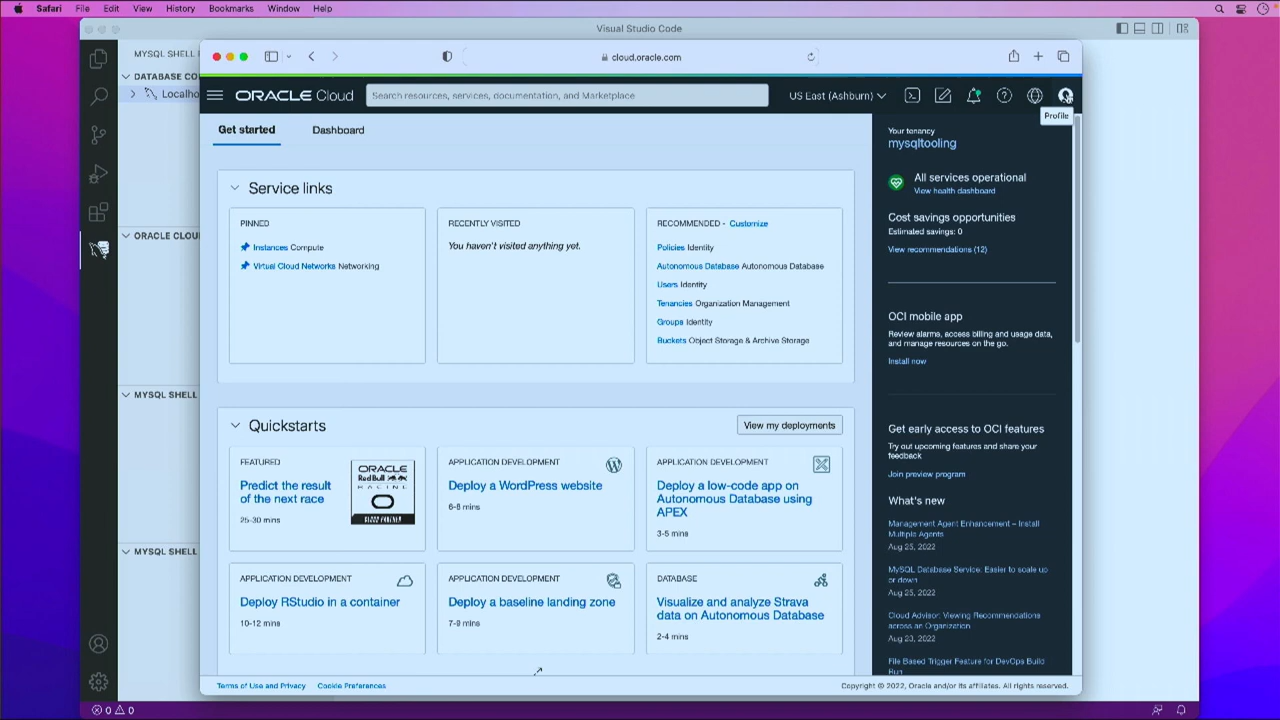 Safari File Edit View History Bookmarks Window Help
Visual Studio Code
MYSQL SHELL
cloud.oracle.com
DATABASE CO
Localho
ORACLE CLOU
MYSQL SHELL
MYSQL SHELL
ORACLE Cloud
Search resources, services, documentation, and Marketplace
US East (Ashburn)
Profile
Get started
Dashboard
Service links
PINNED
Instances Compute
Virtual Cloud Networks Networking
RECENTLY VISITED
You haven't visited anything yet.
RECOMMENDED - Customize
Policies Identity
Autonomous Database Autonomous Database
Users Identity
Tenancies Organization Management
Groups Identity
Buckets Object Storage & Archive Storage
Quickstarts
View my deployments
FEATURED
Predict the result
of the next race
25-30 mins
ORACLE
Red Bull
RACING
APPLICATION DEVELOPMENT
Deploy a WordPress website
6-8 mins
APPLICATION DEVELOPMENT
Deploy a low-code app on
Autonomous Database using
APEX
3-5 mins
APPLICATION DEVELOPMENT
Deploy RStudio in a container
10-12 mins
APPLICATION DEVELOPMENT
Deploy a baseline landing zone
7-9 mins
DATABASE
Visualize and analyze Strava
data on Autonomous Database
2-4 mins
Your tenancy
mysqltooling
All services operational
View health dashboard
Cost savings opportunities
Estimated savings: 0
View recommendations (12)
OCI mobile app
Review alarms, access billing and usage data,
and manage resources on the go.
Install now
Get early access to OCI features
Try out upcoming features and share your
feedback
Join preview program
What's new
Management Agent Enhancement – Install
Multiple Agents
Aug 25, 2022
MySQL Database Service: Easier to scale up
or down
Aug 25, 2022
Cloud Advisor: Viewing Recommendations
across an Organization
Aug 23, 2022
File Based Trigger Feature for DevOps Build
Run
Terms of Use and Privacy
Cookie Preferences
Copyright © 2022, Oracle and/or its affiliates. All rights reserved.
0 0